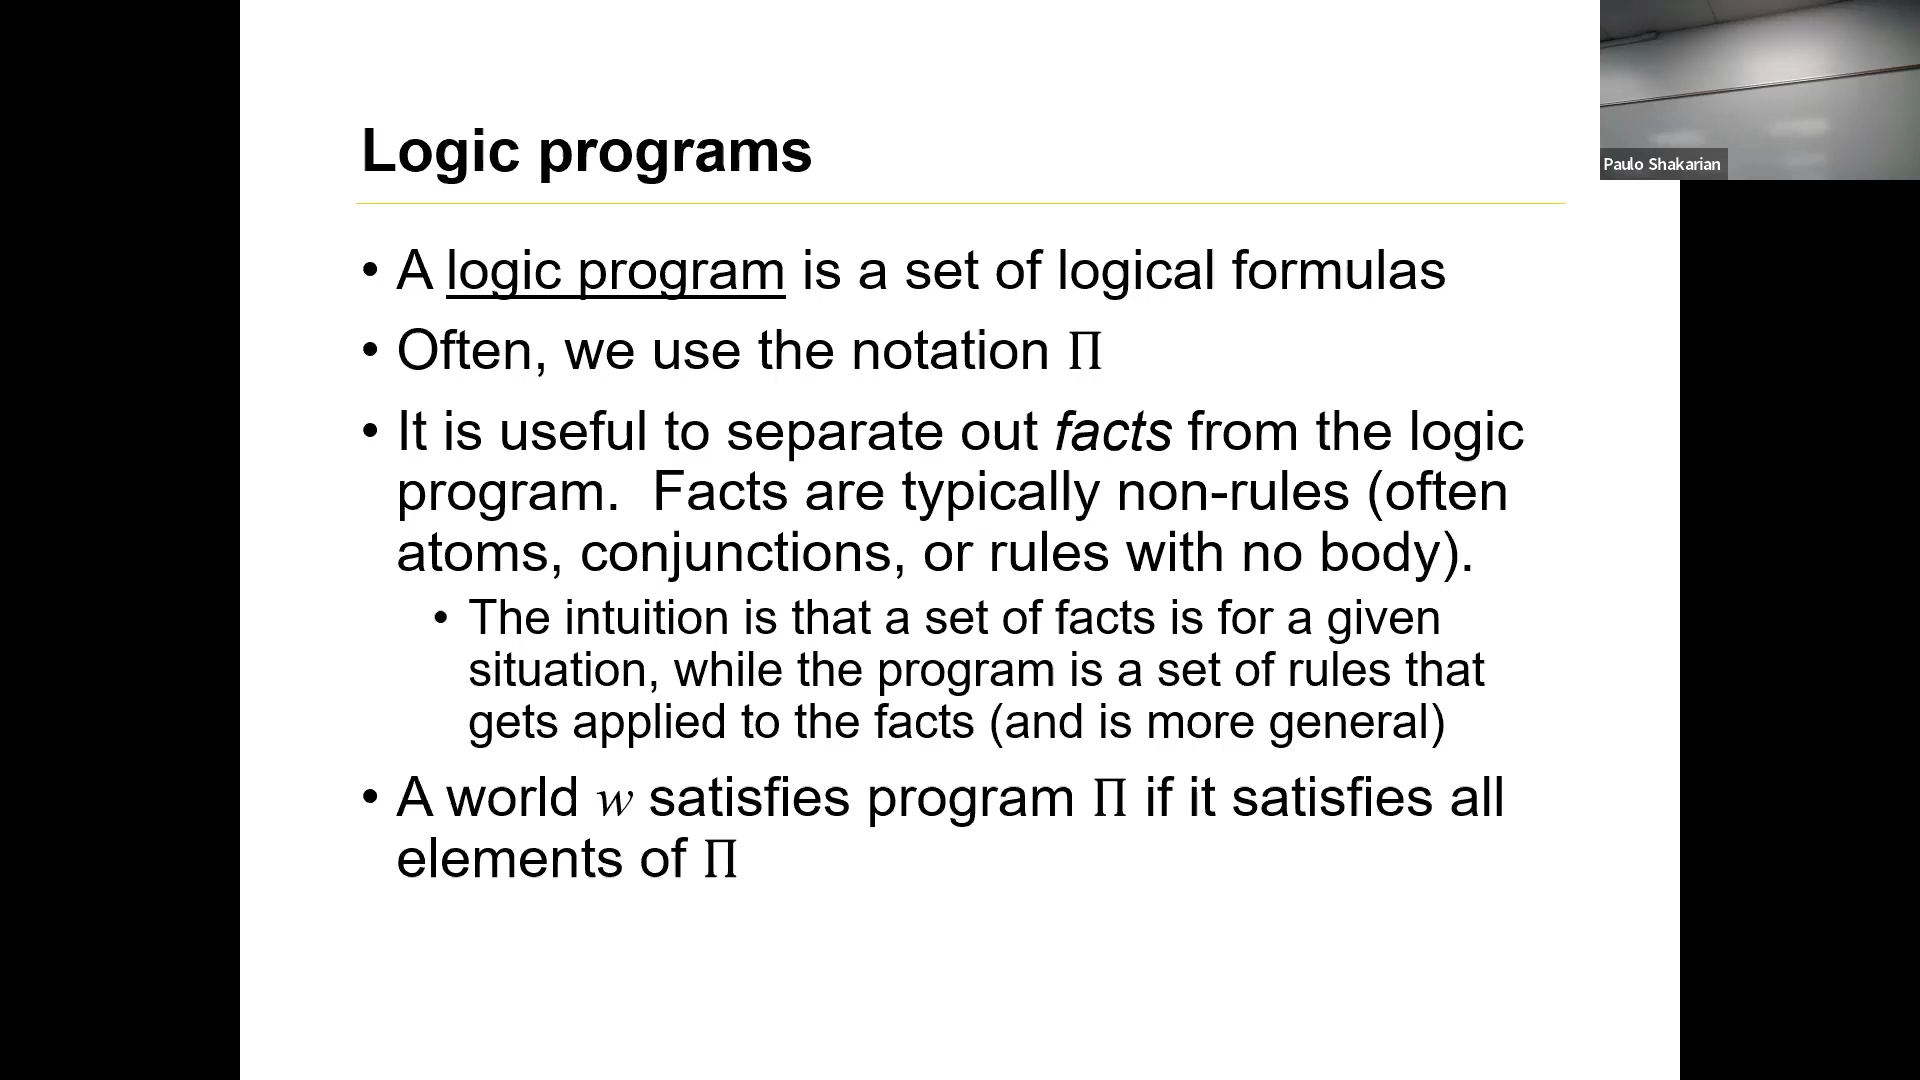 Logic programs
• A logic program is a set of logical formulas
• Often, we use the notation Π
• It is useful to separate out facts from the logic
program.  Facts are typically non-rules (often
atoms, conjunctions, or rules with no body).
• The intuition is that a set of facts is for a given
situation, while the program is a set of rules that
gets applied to the facts (and is more general)
• A world w satisfies program Π if it satisfies all
elements of Π
Paulo Shakarian